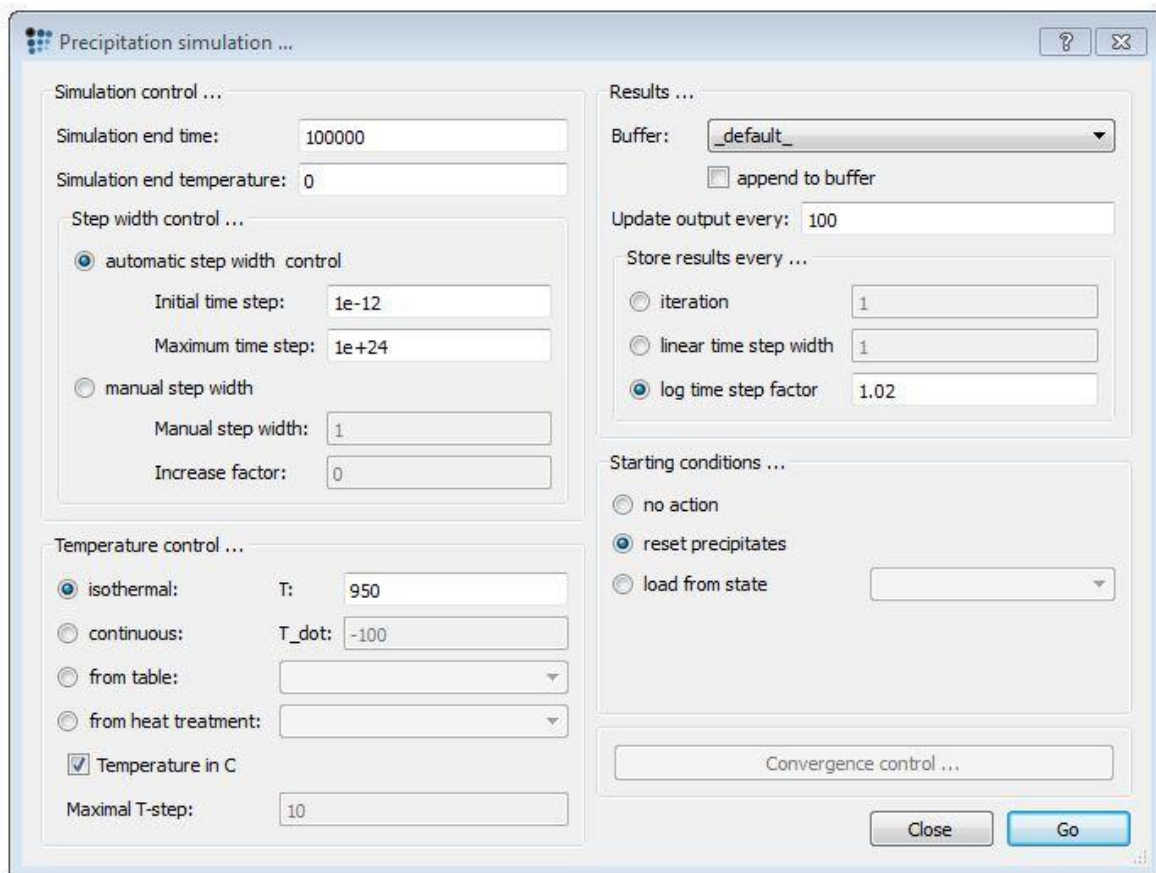 Precipitation simulation ...
Simulation control ...
Simulation end time: 100000
Simulation end temperature: 0
Step width control ...
automatic step width control
Initial time step: 1e-12
Maximum time step: 1e+24
manual step width
Manual step width: 1
Increase factor: 0
Temperature control ...
isothermal: T: 950
continuous: T_dot: -100
from table:
from heat treatment:
Temperature in C
Maximal T-step: 10
Results ...
Buffer: _default_
append to buffer
Update output every: 100
Store results every ...
iteration 1
linear time step width 1
log time step factor 1.02
Starting conditions ...
no action
reset precipitates
load from state
Convergence control ...
Close Go